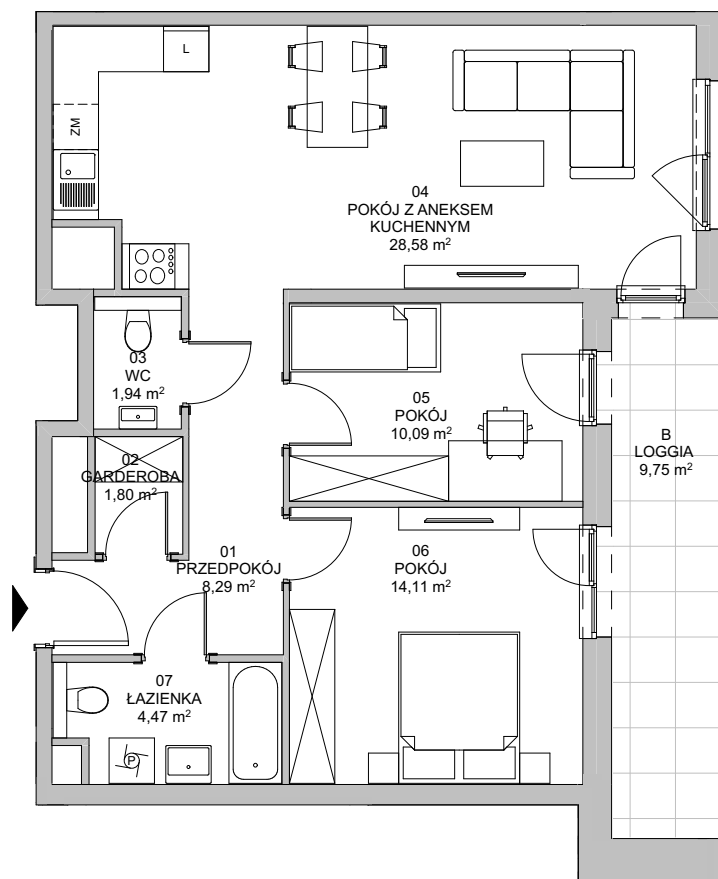 L
ZM
04
POKÓJ Z ANEKSEM
KUCHENNYM
28,58 m²
03
WC
1,94 m²
05
POKÓJ
10,09 m²
B
LOGGIA
9,75 m²
02
GARDEROBA
1,80 m²
01
PRZEDPOKÓJ
8,29 m²
06
POKÓJ
14,11 m²
07
ŁAZIENKA
4,47 m²
P